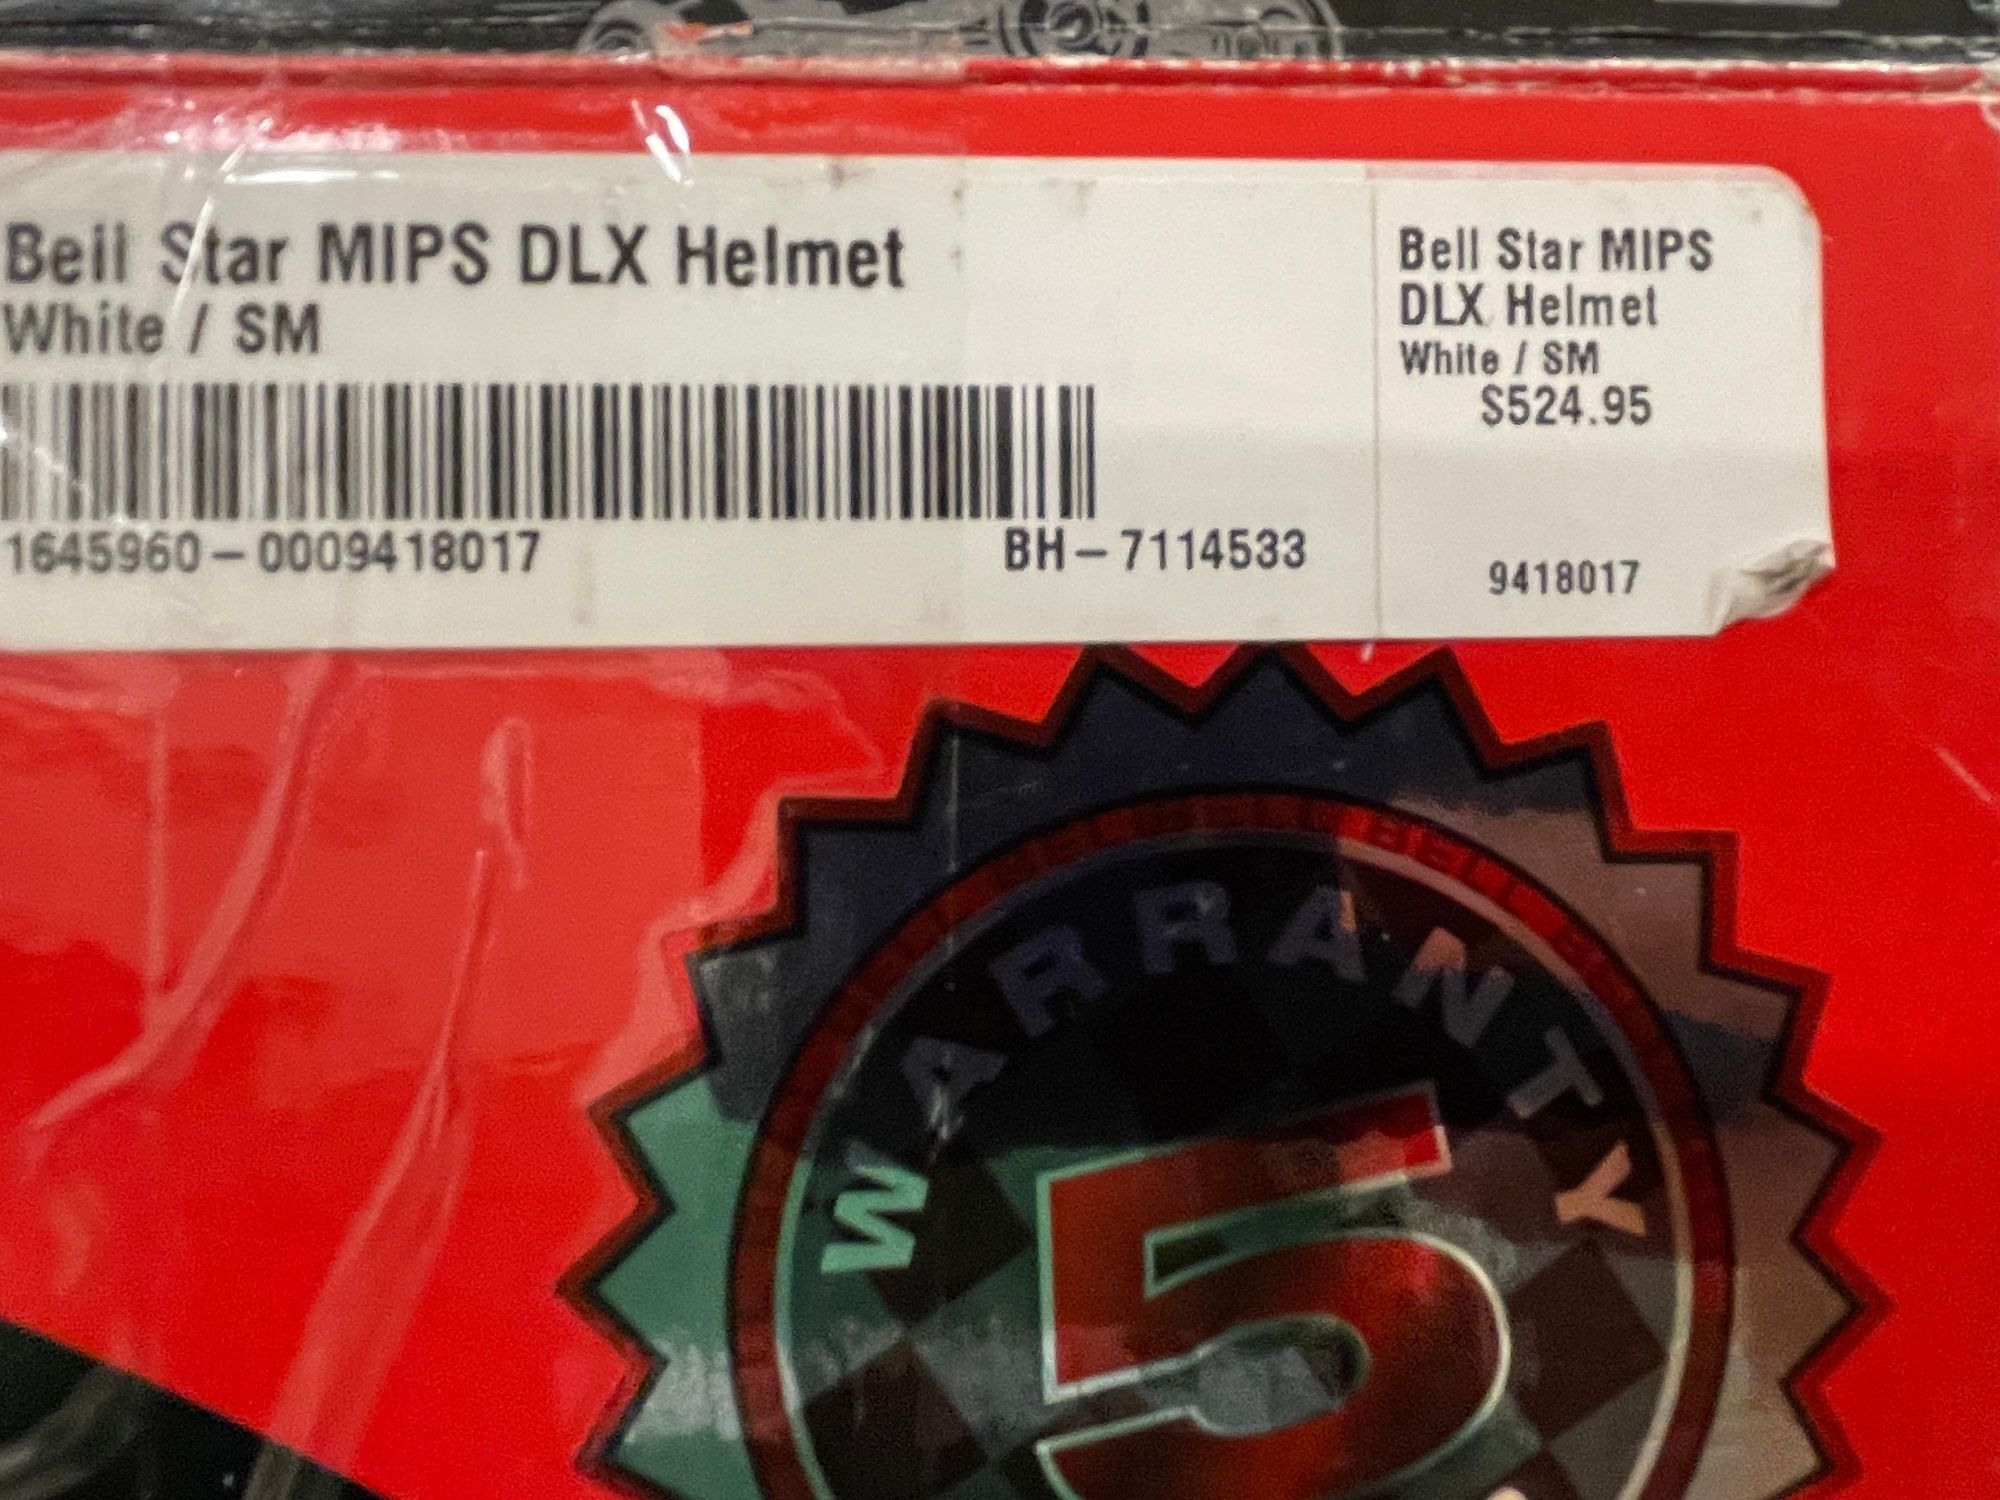 Bell Star MIPS DLX Helmet
White / SM
1645960-0009418017
BH-7114533
Bell Star MIPS
DLX Helmet
White / SM
$524.95
9418017
WARRANTY
5